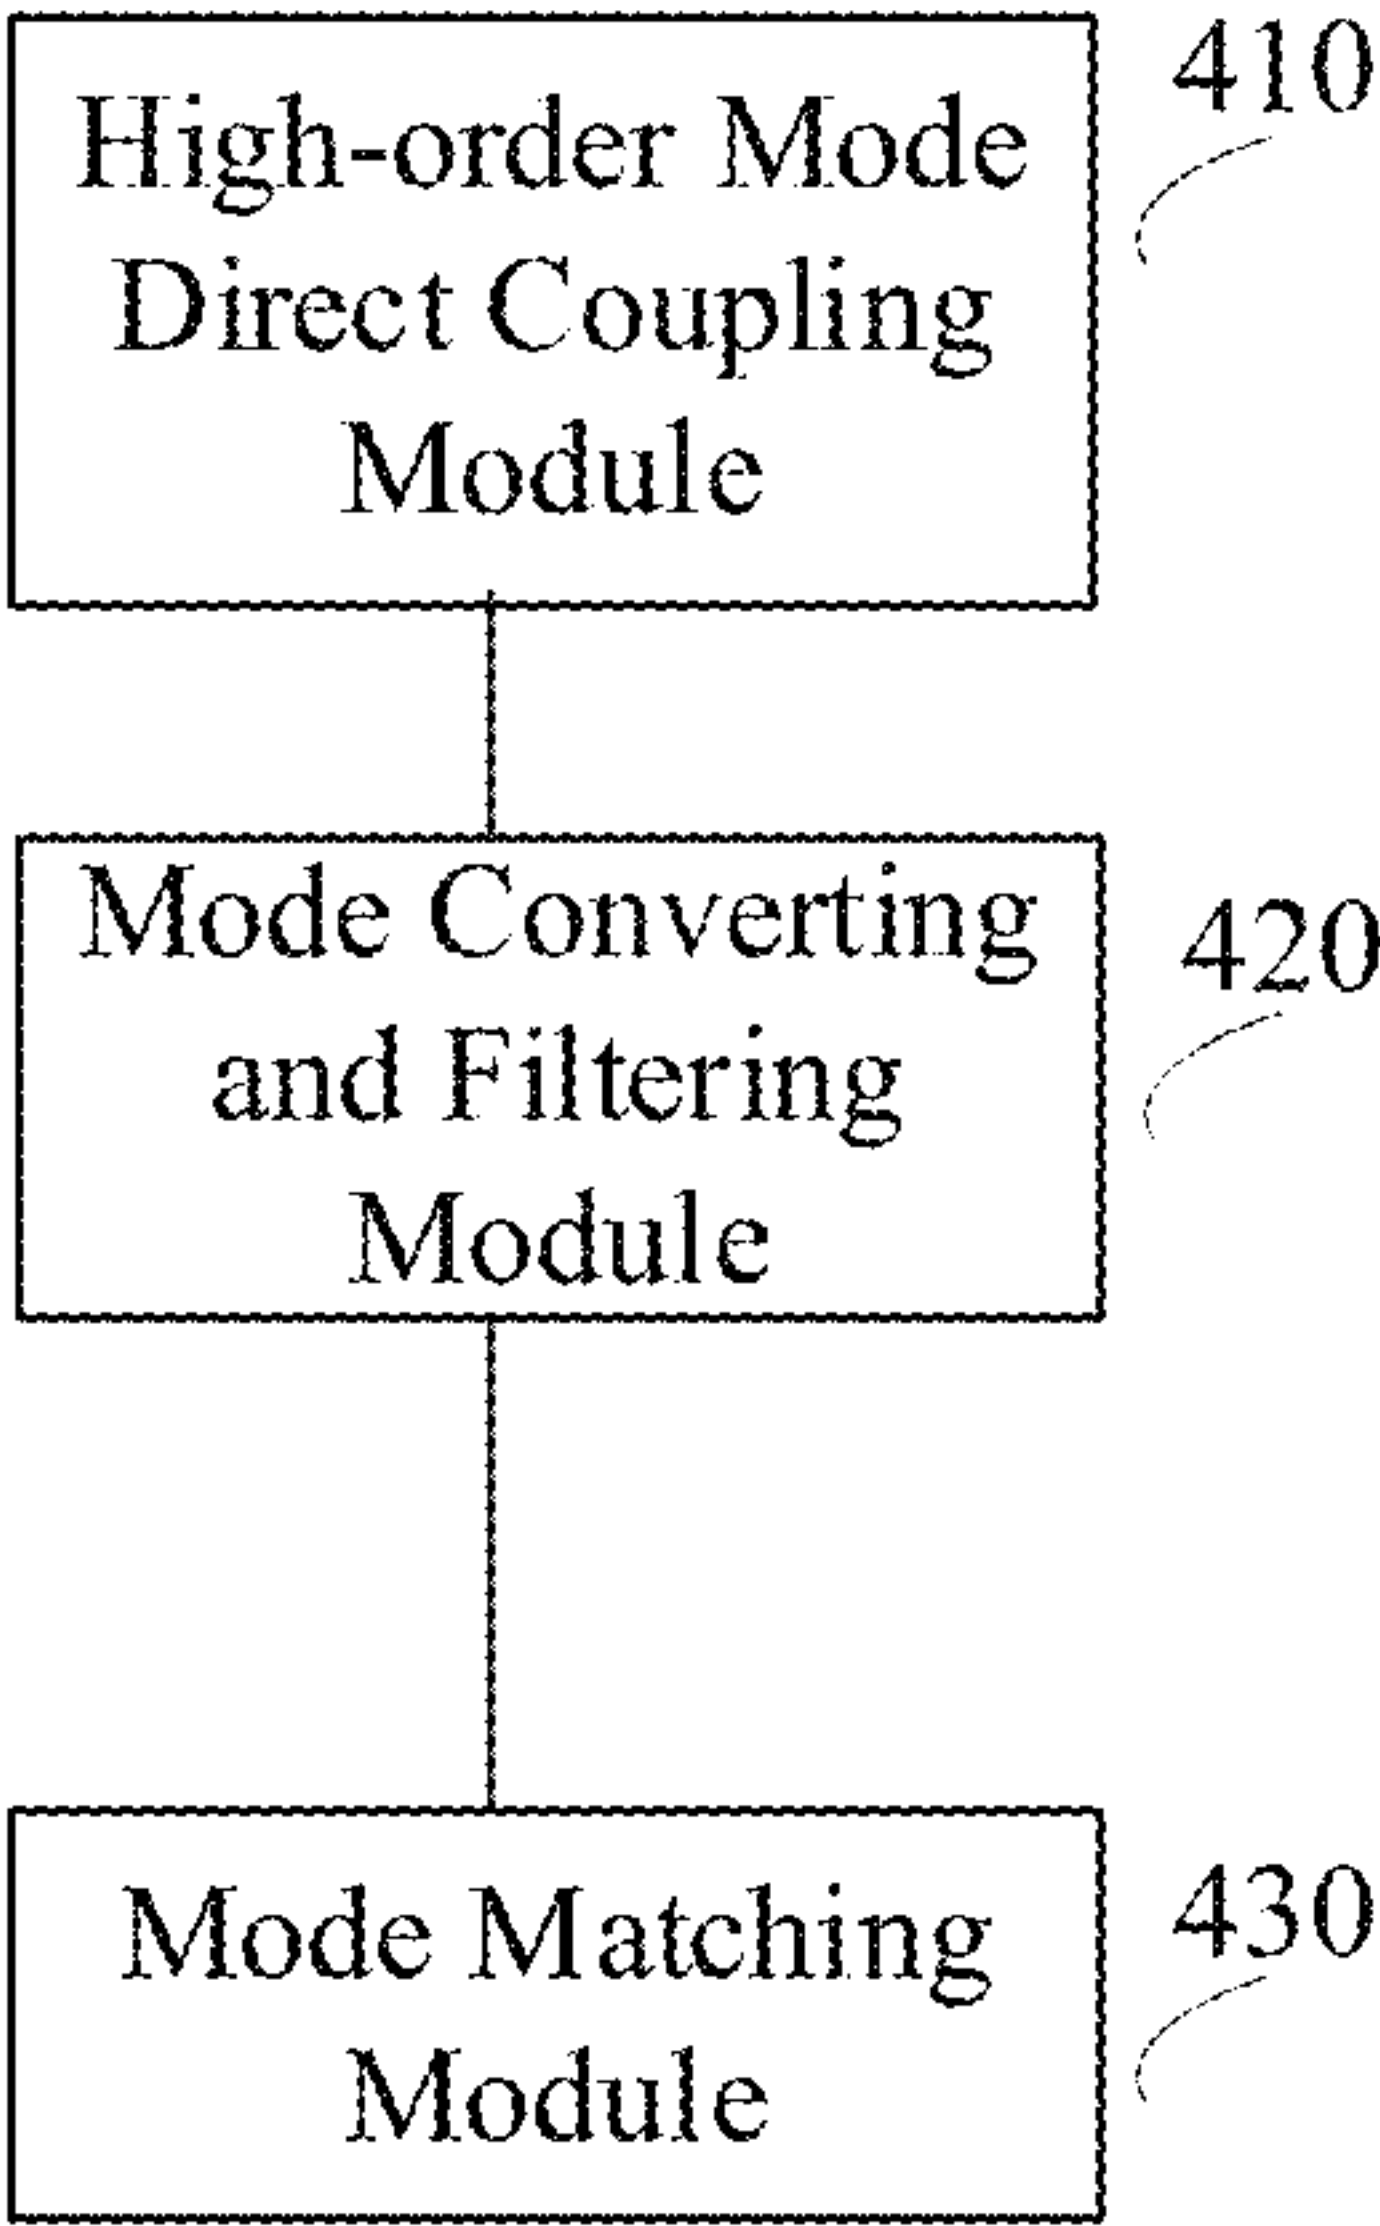 High-order Mode
Direct Coupling
Module
410
Mode Converting
and Filtering
Module
420
Mode Matching
Module
430